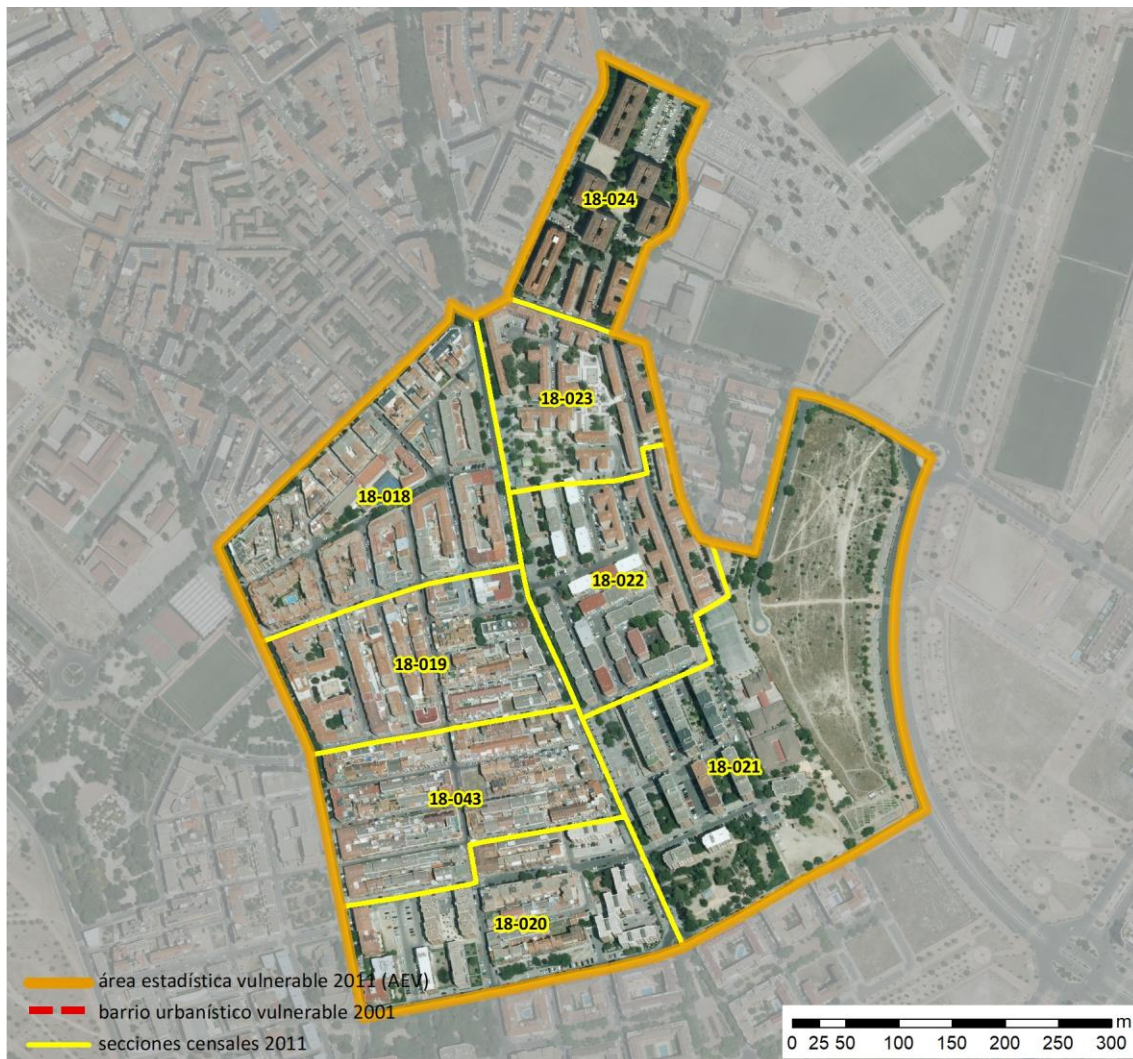 18-024
18-023
18-018
18-022
18-019
18-021
18-043
18-020
área estadística vulnerable 2011 (AEV)
barrio urbanístico vulnerable 2001
secciones censales 2011
m
0 25 50 100 150 200 250 300